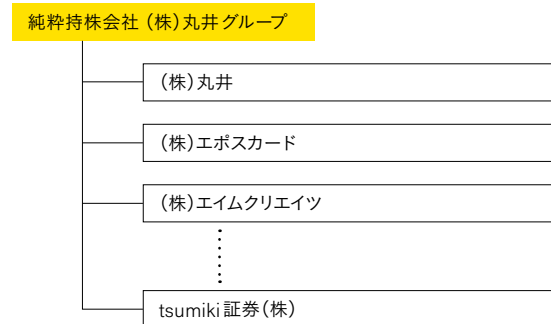 純粋持株会社 (株)丸井グループ
(株)丸井
(株)エポスカード
(株)エイムクリエイツ
tsumiki証券(株)